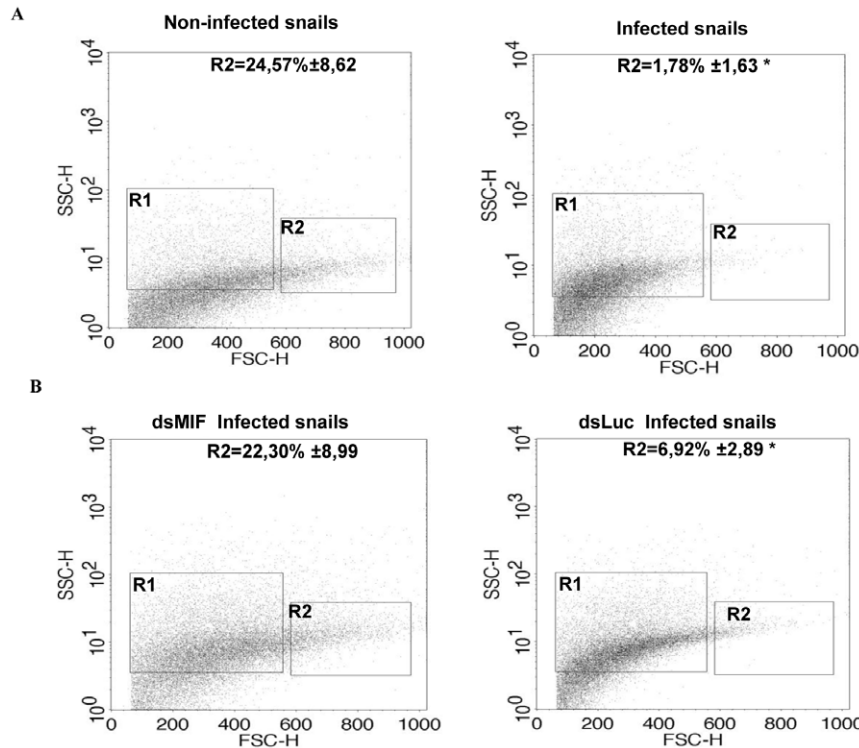 A
Non-infected snails
R2=24,57%±8,62
10^4
10^3
10^2
10^1
10^0
SSC-H
R1
R2
0 200 400 600 800 1000
FSC-H
Infected snails
R2=1,78% ±1,63 *
10^4
10^3
10^2
10^1
10^0
SSC-H
R1
R2
0 200 400 600 800 1000
FSC-H
B
dsMIF Infected snails
R2=22,30% ±8,99
10^4
10^3
10^2
10^1
10^0
SSC-H
R1
R2
0 200 400 600 800 1000
FSC-H
dsLuc Infected snails
R2=6,92% ±2,89 *
10^4
10^3
10^2
10^1
10^0
SSC-H
R1
R2
0 200 400 600 800 1000
FSC-H